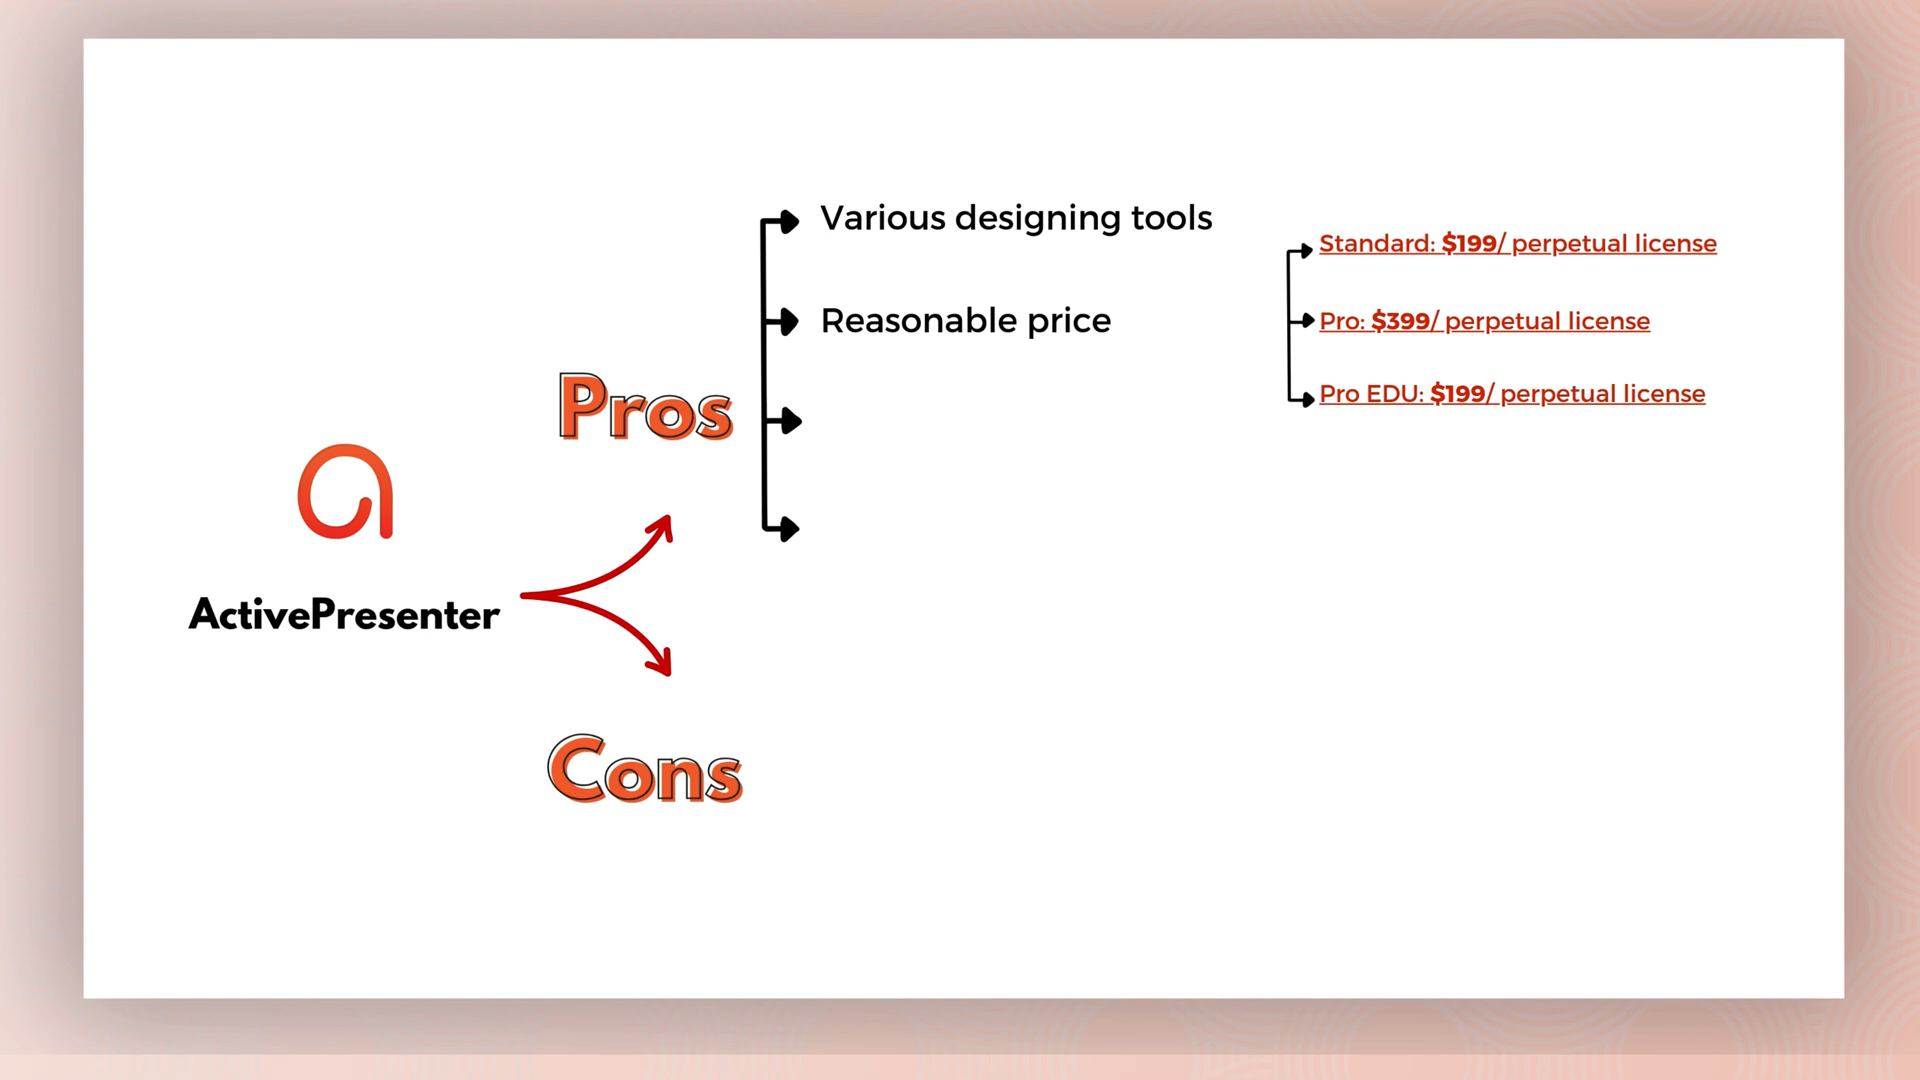 Various designing tools
Reasonable price
Standard: $199/ perpetual license
Pro: $399/ perpetual license
Pro EDU: $199/ perpetual license
Pros
ActivePresenter
Cons